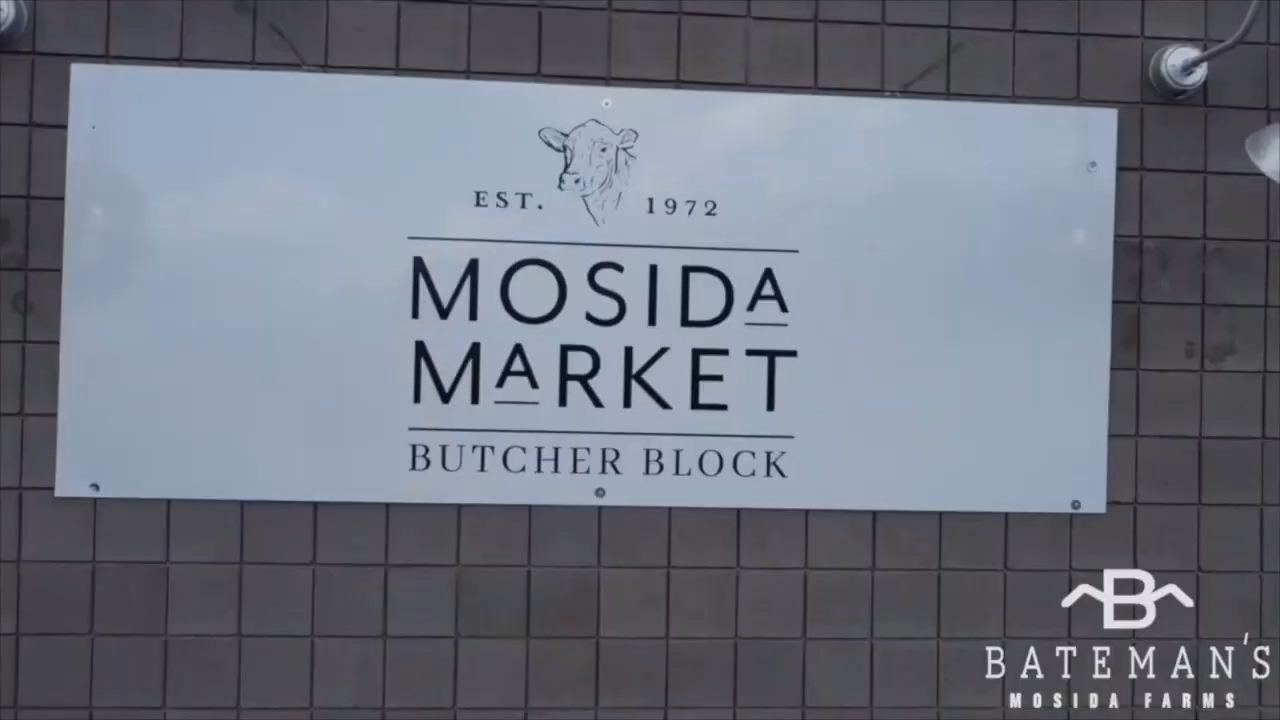 EST. 1972
MOSIDA
MARKET
BUTCHER BLOCK
B
BATEMAN'S
MOSIDA FARMS